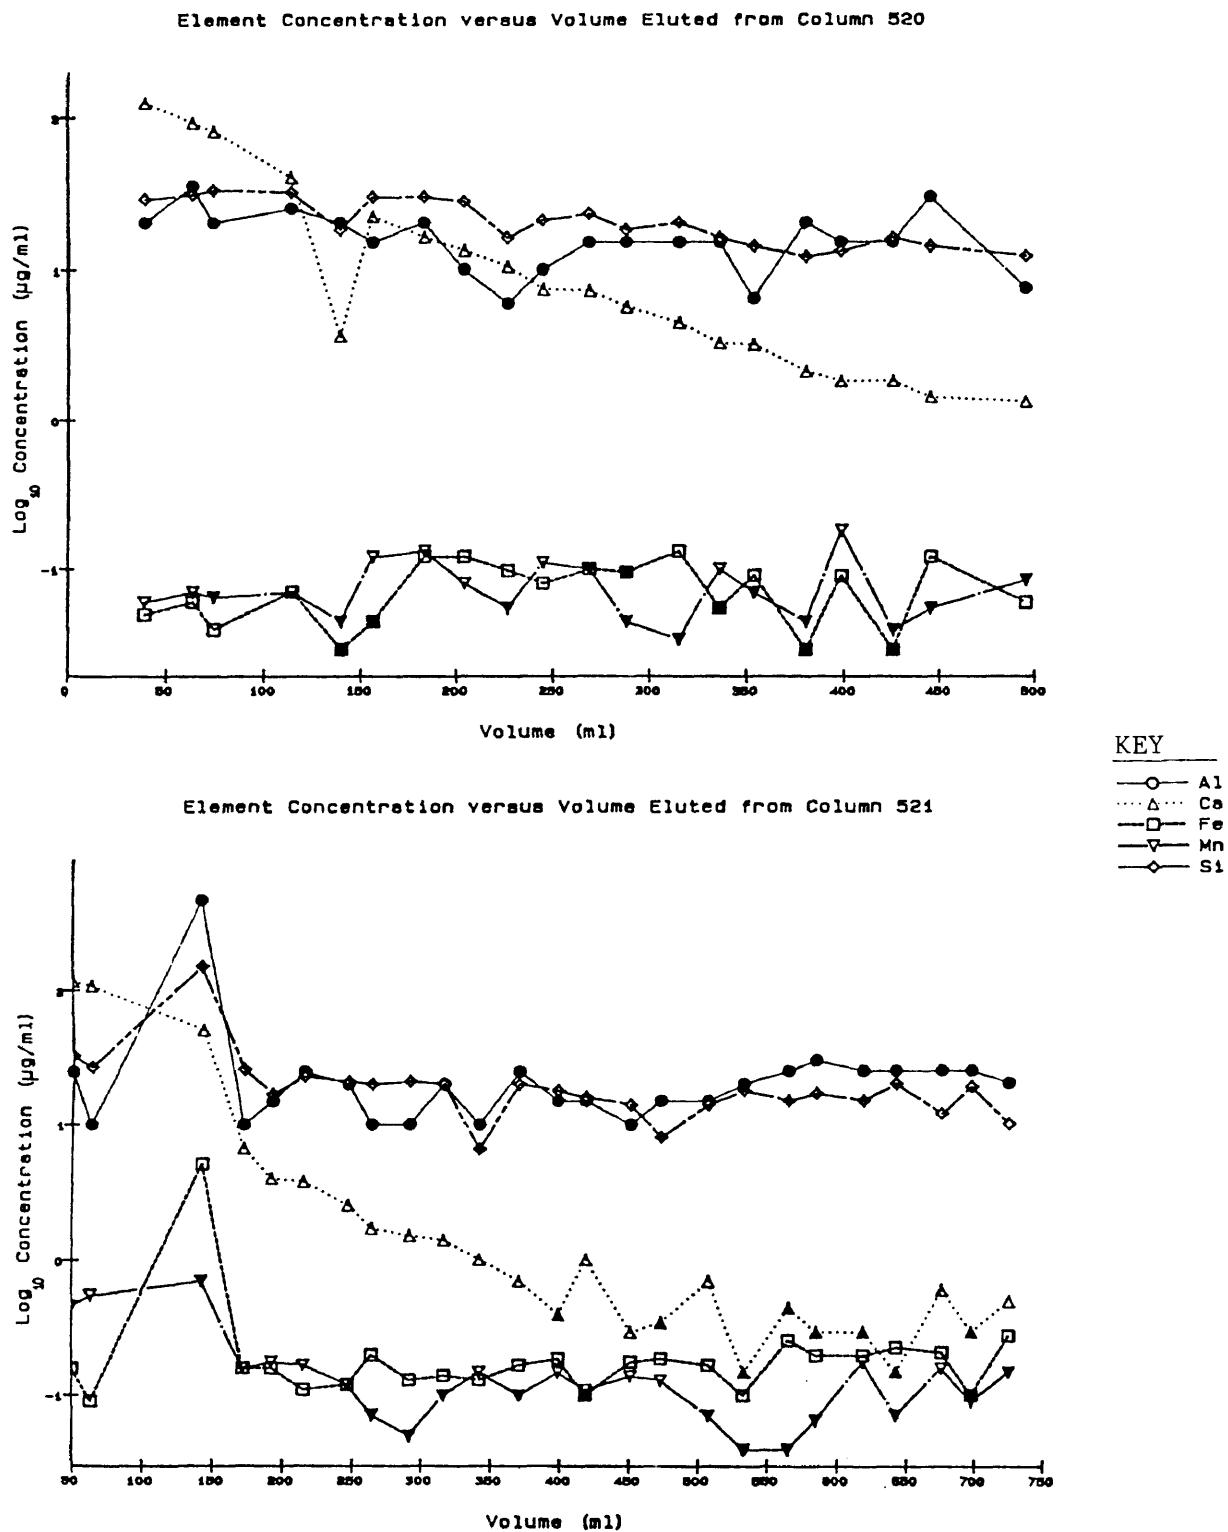 Element Concentration versus Volume Eluted from Column 520
Log10 Concentration (µg/ml)
2
1
0
-1
0 50 100 150 200 250 300 350 400 450 500
Volume (ml)
KEY
Al
Ca
Fe
Mn
Si
Element Concentration versus Volume Eluted from Column 521
Log10 Concentration (µg/ml)
2
1
0
-1
50 100 150 200 250 300 350 400 450 500 550 600 650 700 750
Volume (ml)